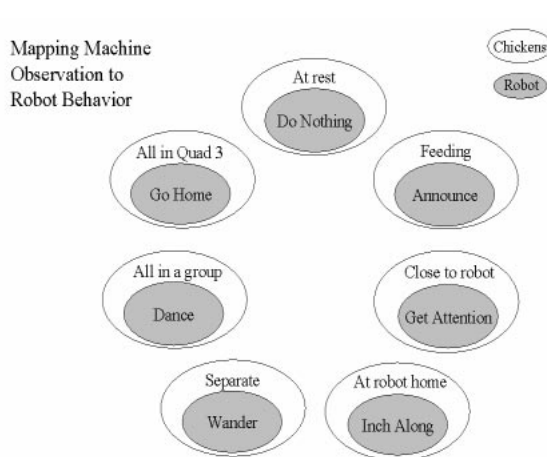 Mapping Machine
Observation to
Robot Behavior
Chickens
Robot
At rest
Do Nothing
All in Quad 3
Go Home
Feeding
Announce
All in a group
Dance
Close to robot
Get Attention
Separate
Wander
At robot home
Inch Along